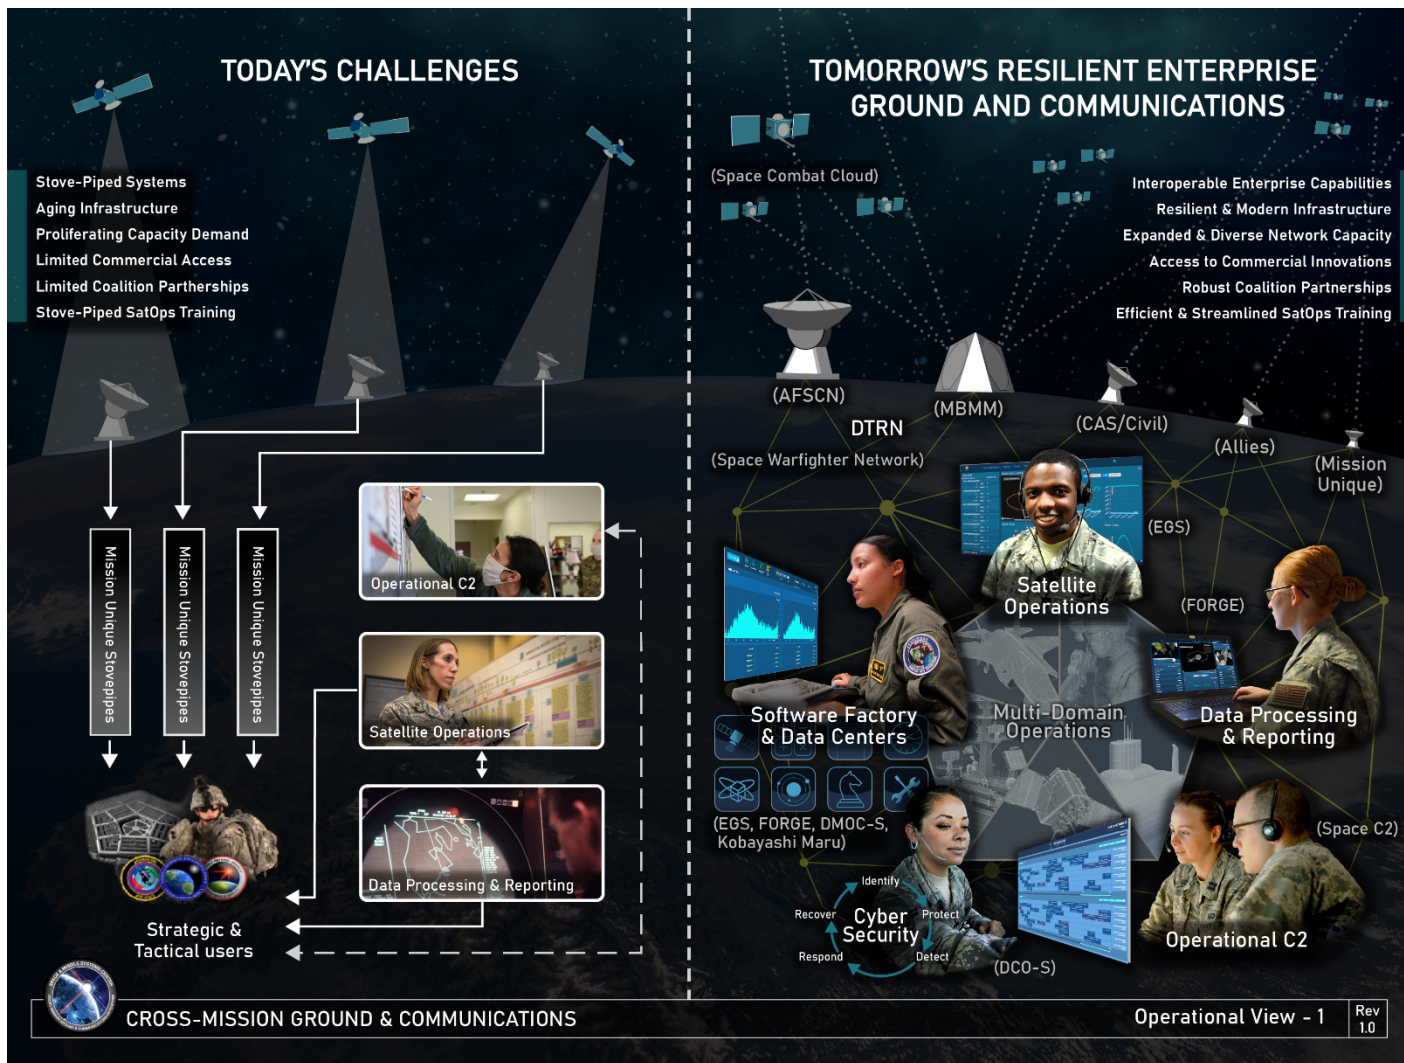 TODAY'S CHALLENGES
Stove-Piped Systems
Aging Infrastructure
Proliferating Capacity Demand
Limited Commercial Access
Limited Coalition Partherships
Stove-Piped SatOps Training
Mission Unique Stovepipes
Mission Unique Stovepipes
Mission Unique Stovepipes
Operational C2
Satellite Operations
Data Processing & Reporting
Strategic &
Tactical users
TOMORROW'S RESILIENT ENTERPRISE
GROUND AND COMMUNICATIONS
(Space Combat Cloud)
Interoperable Enterprise Capabilities
Resilient & Modern Infrastructure
Expanded & Diverse Network Capacity
Access to Commercial Innovations
Robust Coalition Partnerships
Efficient & Streamlined SatOps Training
(AFSCN)
(MBMM)
(CAS/Civil)
(Allies)
(Mission
Unique)
DTRN
(Space Warfighter Network)
(EGS)
Satellite
Operations
(FORGE)
Software Factory
& Data Centers
Multi-Domain
Operations
Data Processing
& Reporting
(EGS, FORGE, DMOC-S,
Kobayashi Maru)
(Space C2)
Identify
Protect
Detect
Respond
Recover
Cyber
Security
(DCO-S)
Operational C2
CROSS-MISSION GROUND & COMMUNICATIONS
Operational View - 1
Rev
1.0